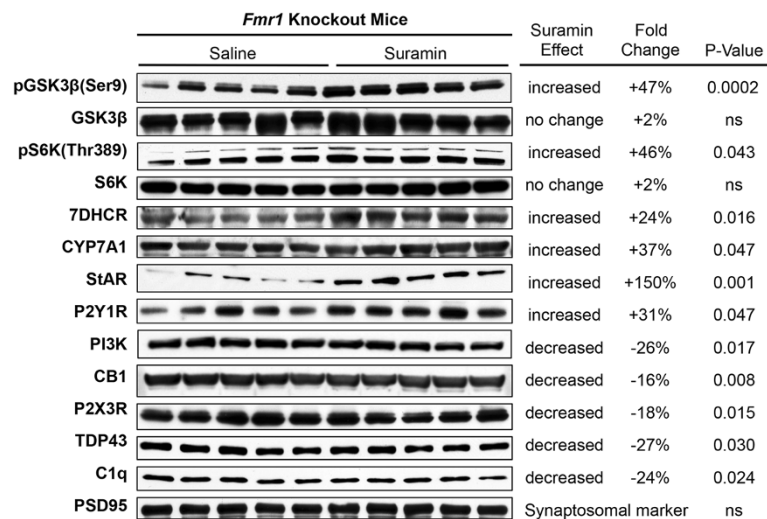 Fmr1 Knockout Mice
Saline Suramin Suramin Effect Fold Change P-Value
pGSK3β(Ser9) increased +47% 0.0002
GSK3β no change +2% ns
pS6K(Thr389) increased +46% 0.043
S6K no change +2% ns
7DHCR increased +24% 0.016
CYP7A1 increased +37% 0.047
StAR increased +150% 0.001
P2Y1R increased +31% 0.047
PI3K decreased -26% 0.017
CB1 decreased -16% 0.008
P2X3R decreased -18% 0.015
TDP43 decreased -27% 0.030
C1q decreased -24% 0.024
PSD95 Synaptosomal marker ns